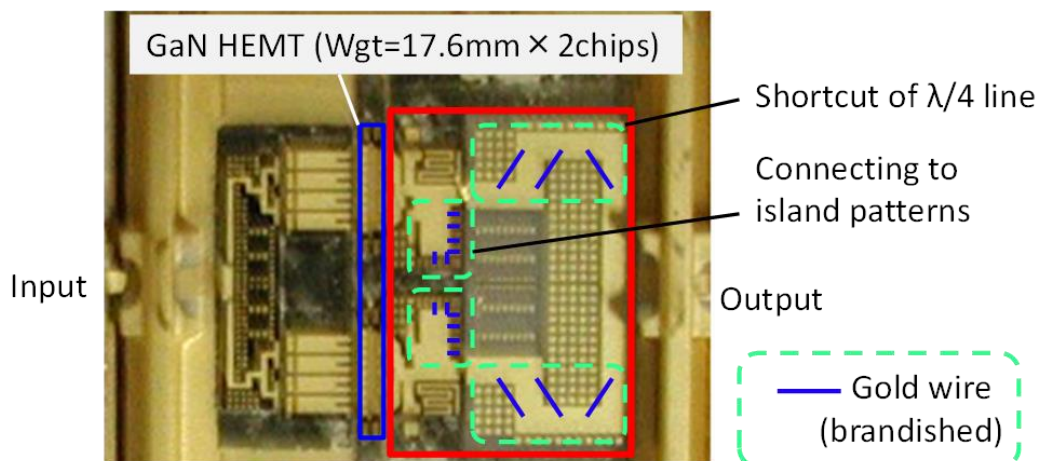 GaN HEMT (Wgt=17.6mm × 2chips)
Shortcut of λ/4 line
Connecting to
island patterns
Input
Output
Gold wire
(brandished)